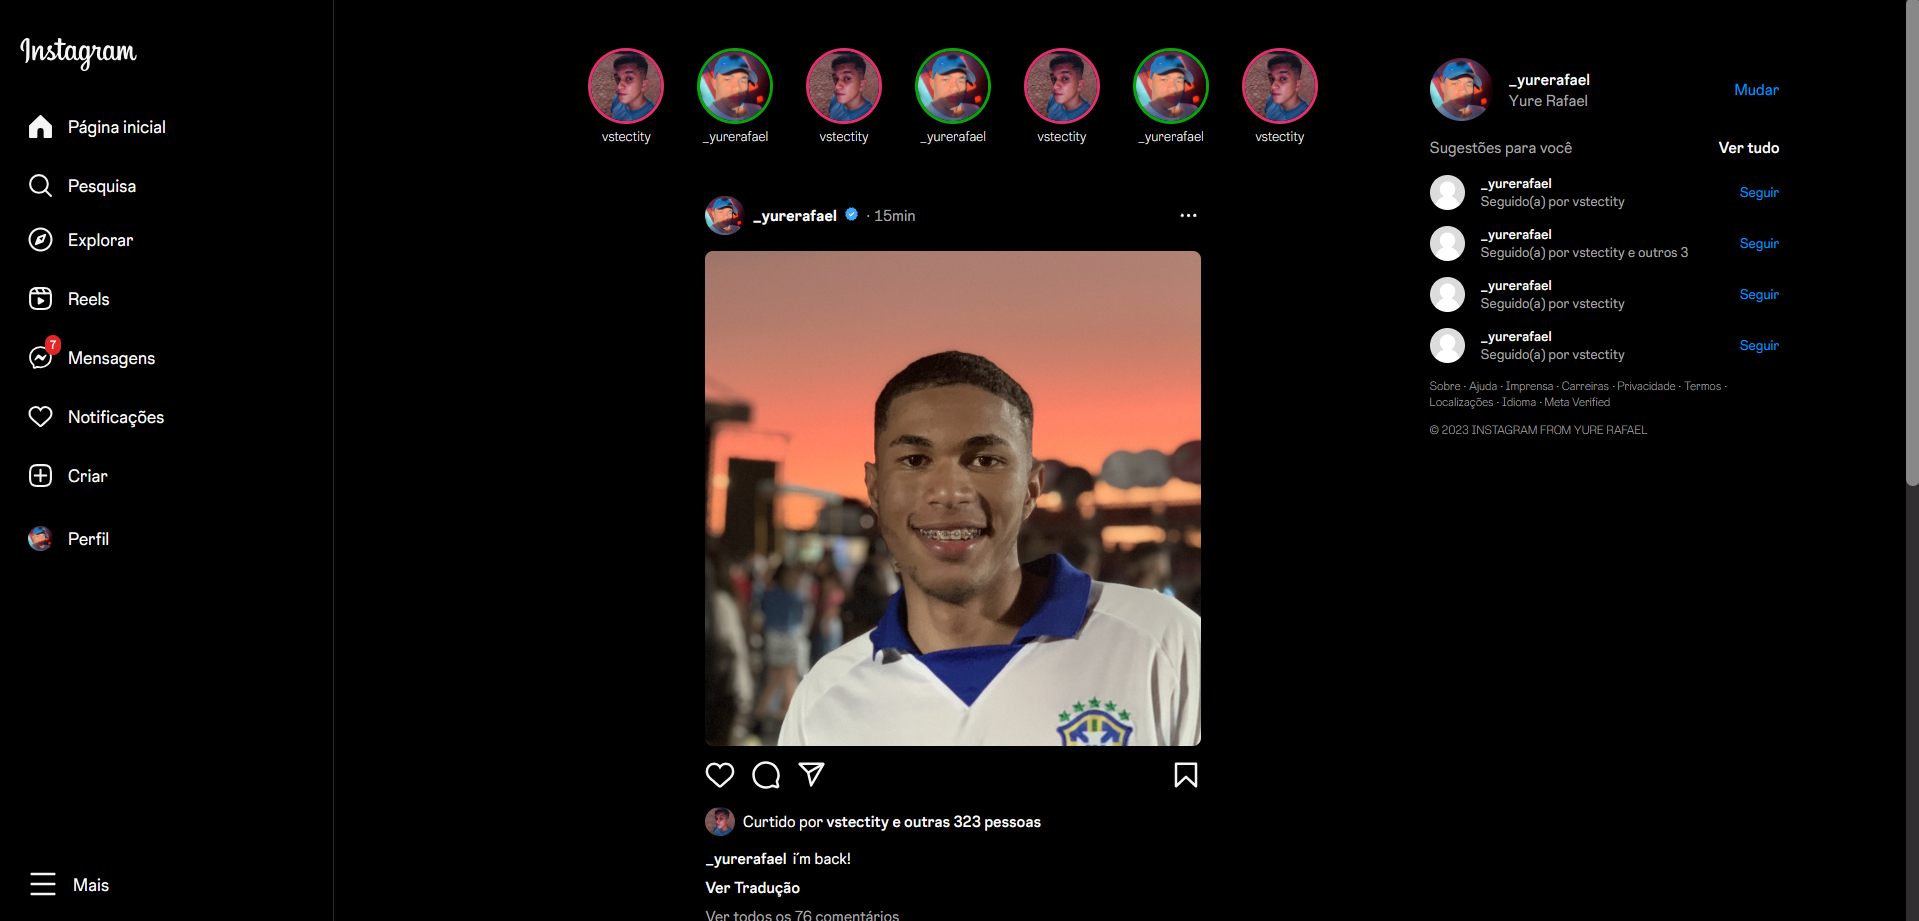 Instagram
Página inicial
Pesquisa
Explorar
Reels
7
Mensagens
Notificações
Criar
Perfil
Mais
vstectity
_yurerafael
vstectity
_yurerafael
vstectity
_yurerafael
vstectity
_yurerafael · 15min
Curtido por vstectity e outras 323 pessoas
_yurerafael i´m back!
Ver Tradução
Ver todos os 76 comentários
_yurerafael
Yure Rafael
Mudar
Sugestões para você
Ver tudo
_yurerafael
Seguido(a) por vstectity
Seguir
_yurerafael
Seguido(a) por vstectity e outros 3
Seguir
_yurerafael
Seguido(a) por vstectity
Seguir
_yurerafael
Seguido(a) por vstectity
Seguir
Sobre · Ajuda · Imprensa · Carreiras · Privacidade · Termos ·
Localizações · Idioma · Meta Verified
© 2023 INSTAGRAM FROM YURE RAFAEL